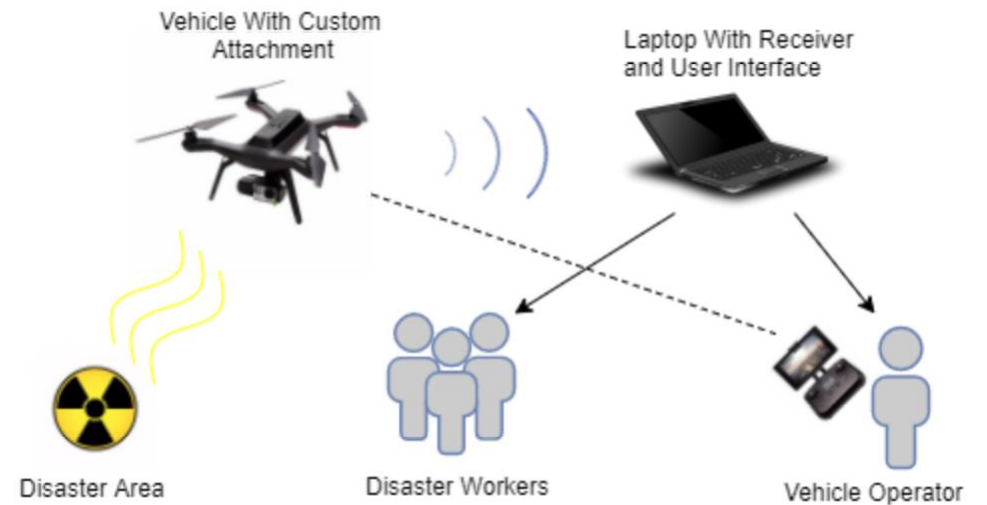 Vehicle With Custom
Attachment
Laptop With Receiver
and User Interface
Disaster Area
Disaster Workers
Vehicle Operator